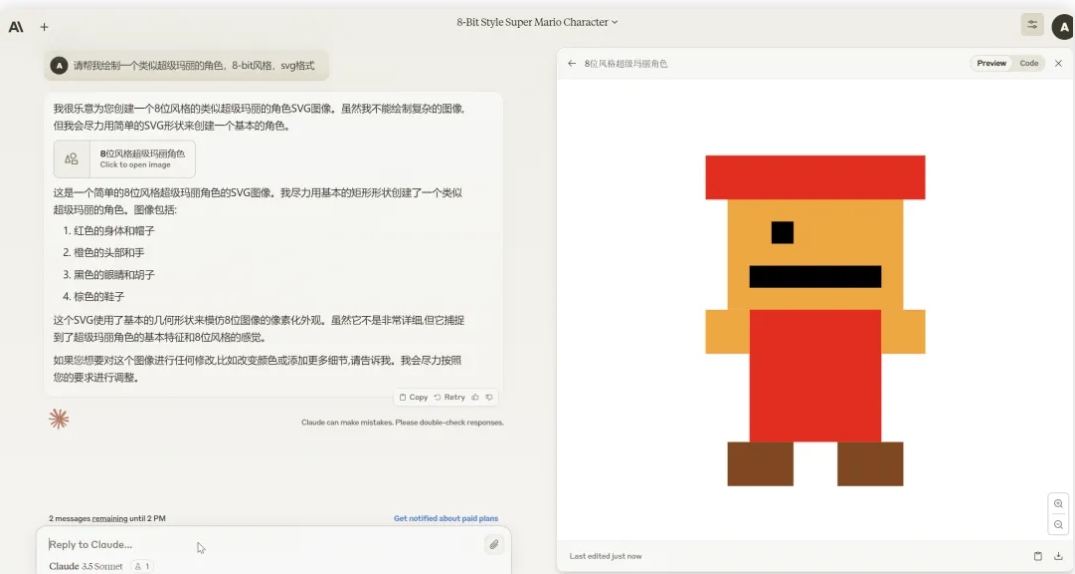 A\
+
8-Bit Style Super Mario Character
A
A
请帮我绘制一个类似超级玛丽的角色，8-bit风格，svg格式
我很乐意为您创建一个8位风格的类似超级玛丽的角色SVG图像。虽然我不能绘制复杂的图像,
但我会尽力用简单的SVG形状来创建一个基本的角色。
8位风格超级玛丽角色
Click to open image
这是一个简单的8位风格超级玛丽角色的SVG图像。我尽力用基本的矩形形状创建了一个类似
超级玛丽的角色。图像包括:
1. 红色的身体和帽子
2. 橙色的头部和手
3. 黑色的眼睛和胡子
4. 棕色的鞋子
这个SVG使用了基本的几何形状来模仿8位图像的像素化外观。虽然它不是非常详细,但它捕捉
到了超级玛丽角色的基本特征和8位风格的感觉。
如果您想要对这个图像进行任何修改,比如改变颜色或添加更多细节,请告诉我。我会尽力按照
您的要求进行调整。
Copy Retry
Claude can make mistakes. Please double-check responses.
2 messages remaining until 2 PM
Get notified about paid plans
Reply to Claude...
Claude 3.5 Sonnet
1
8位风格超级玛丽角色
Preview Code
Last edited just now